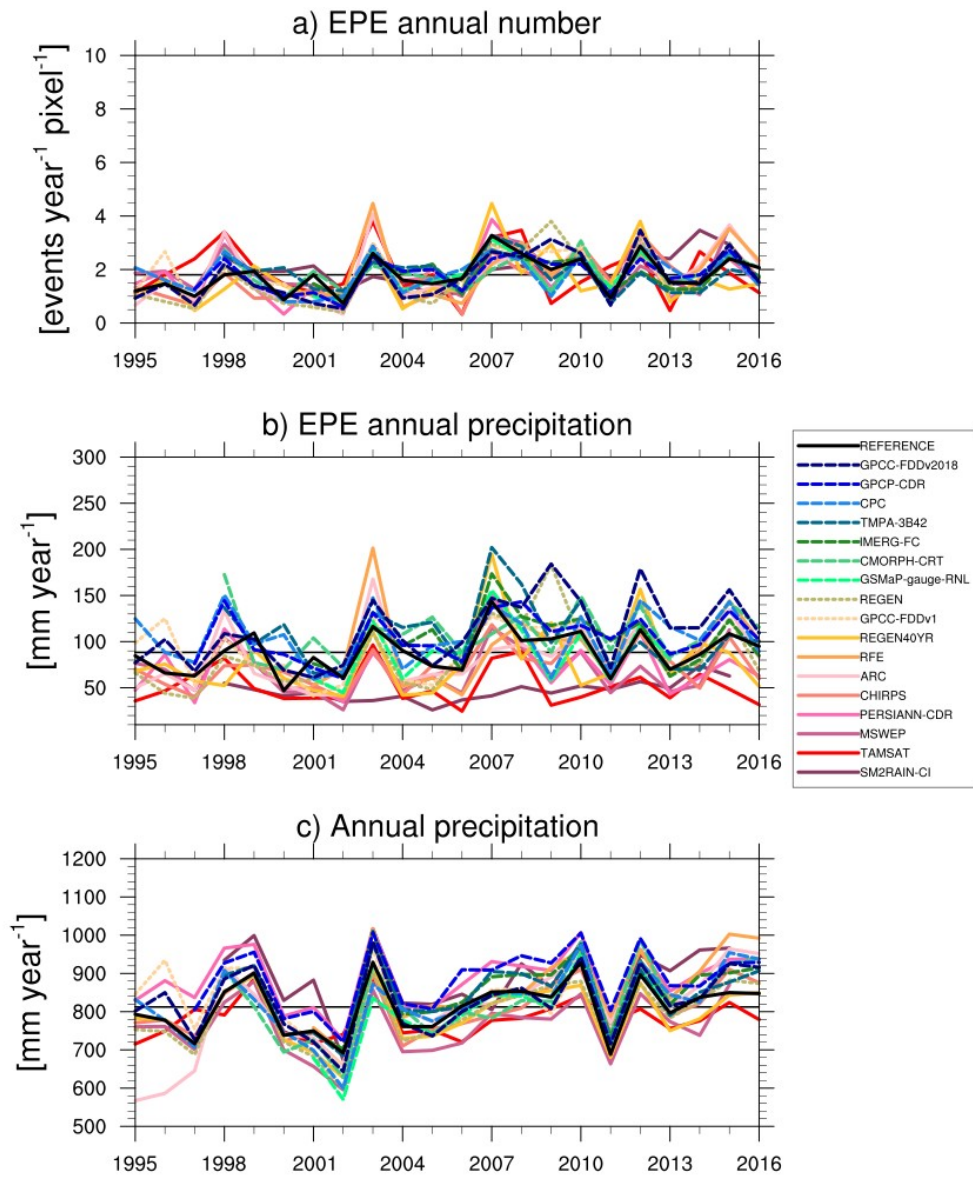 a) EPE annual number
[events year-1 pixel-1]
10
8
6
4
2
0
1995 1998 2001 2004 2007 2010 2013 2016
b) EPE annual precipitation
[mm year-1]
300
250
200
150
100
50
1995 1998 2001 2004 2007 2010 2013 2016
REFERENCE
GPCC-FDDv2018
GPCP-CDR
CPC
TMPA-3B42
IMERG-FC
CMORPH-CRT
GSMaP-gauge-RNL
REGEN
GPCC-FDDv1
REGEN40YR
RFE
ARC
CHIRPS
PERSIANN-CDR
MSWEP
TAMSAT
SM2RAIN-CI
c) Annual precipitation
[mm year-1]
1200
1100
1000
900
800
700
600
500
1995 1998 2001 2004 2007 2010 2013 2016